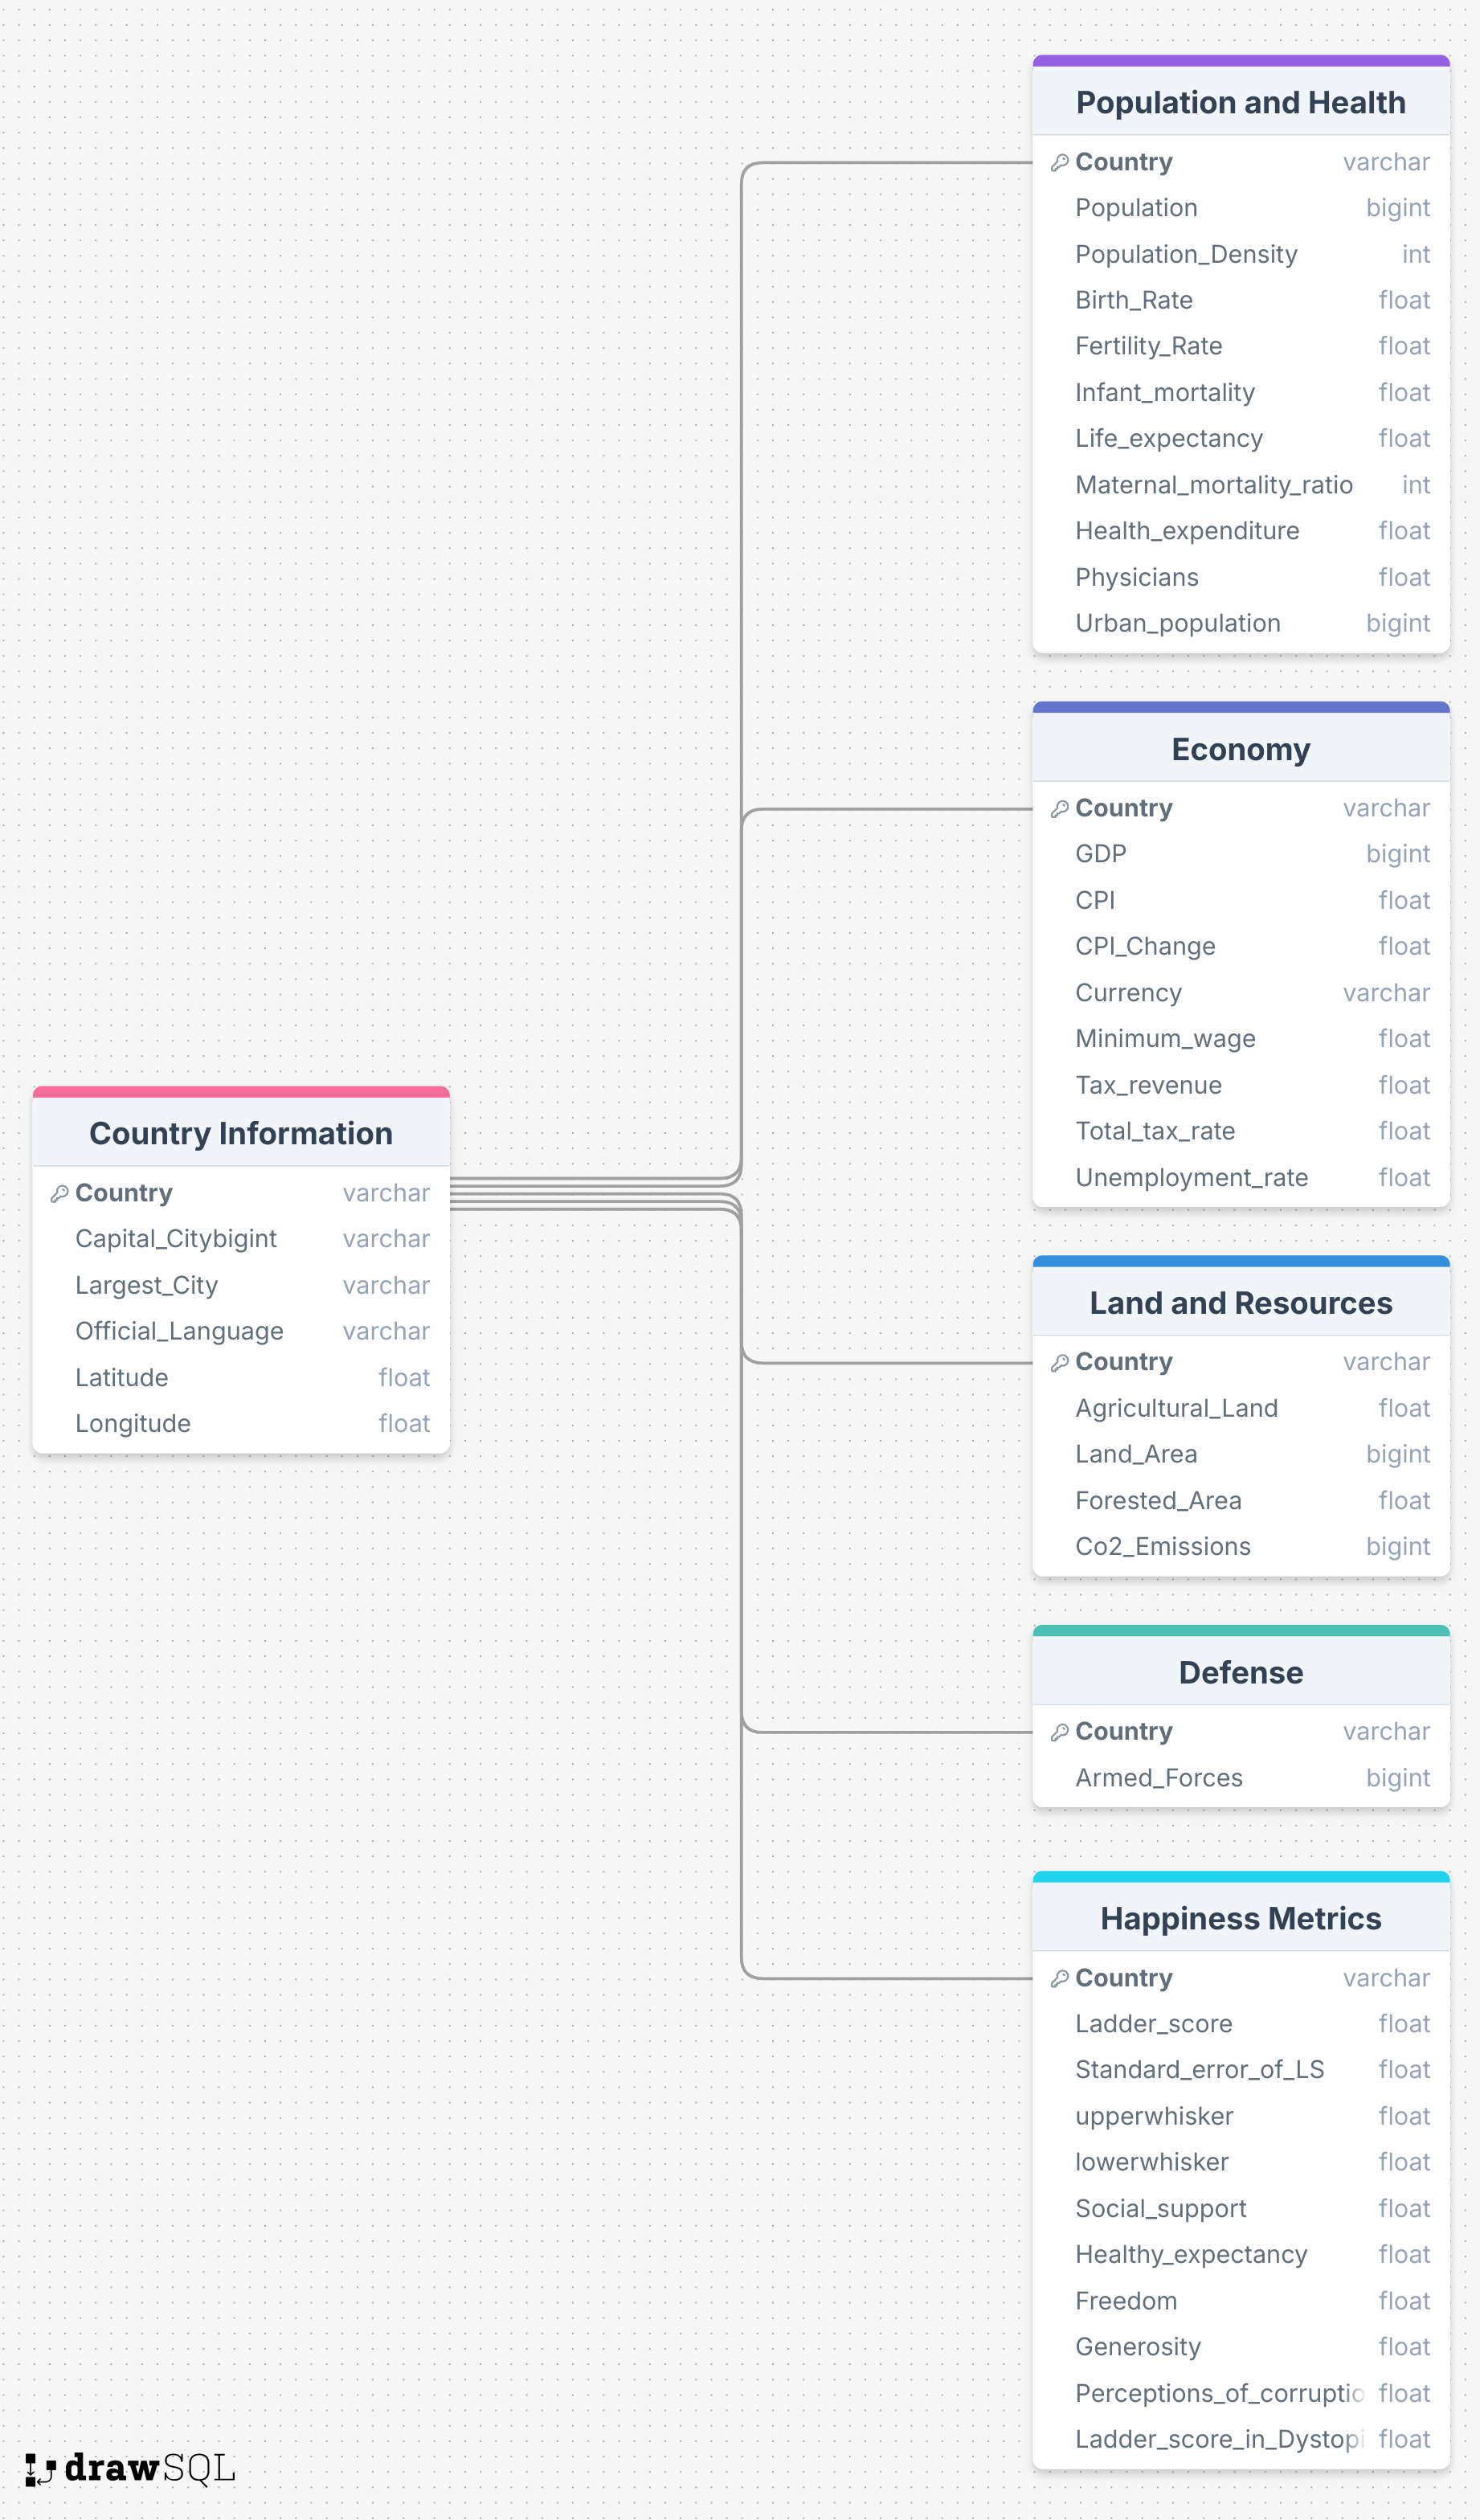 Population and Health
Country varchar
Population bigint
Population_Density int
Birth_Rate float
Fertility_Rate float
Infant_mortality float
Life_expectancy float
Maternal_mortality_ratio int
Health_expenditure float
Physicians float
Urban_population bigint
Economy
Country varchar
GDP bigint
CPI float
CPI_Change float
Currency varchar
Minimum_wage float
Tax_revenue float
Total_tax_rate float
Unemployment_rate float
Country Information
Country varchar
Capital_Citybigint varchar
Largest_City varchar
Official_Language varchar
Latitude float
Longitude float
Land and Resources
Country varchar
Agricultural_Land float
Land_Area bigint
Forested_Area float
Co2_Emissions bigint
Defense
Country varchar
Armed_Forces bigint
Happiness Metrics
Country varchar
Ladder_score float
Standard_error_of_LS float
upperwhisker float
lowerwhisker float
Social_support float
Healthy_expectancy float
Freedom float
Generosity float
Perceptions_of_corruptio float
Ladder_score_in_Dystopi float
drawSQL